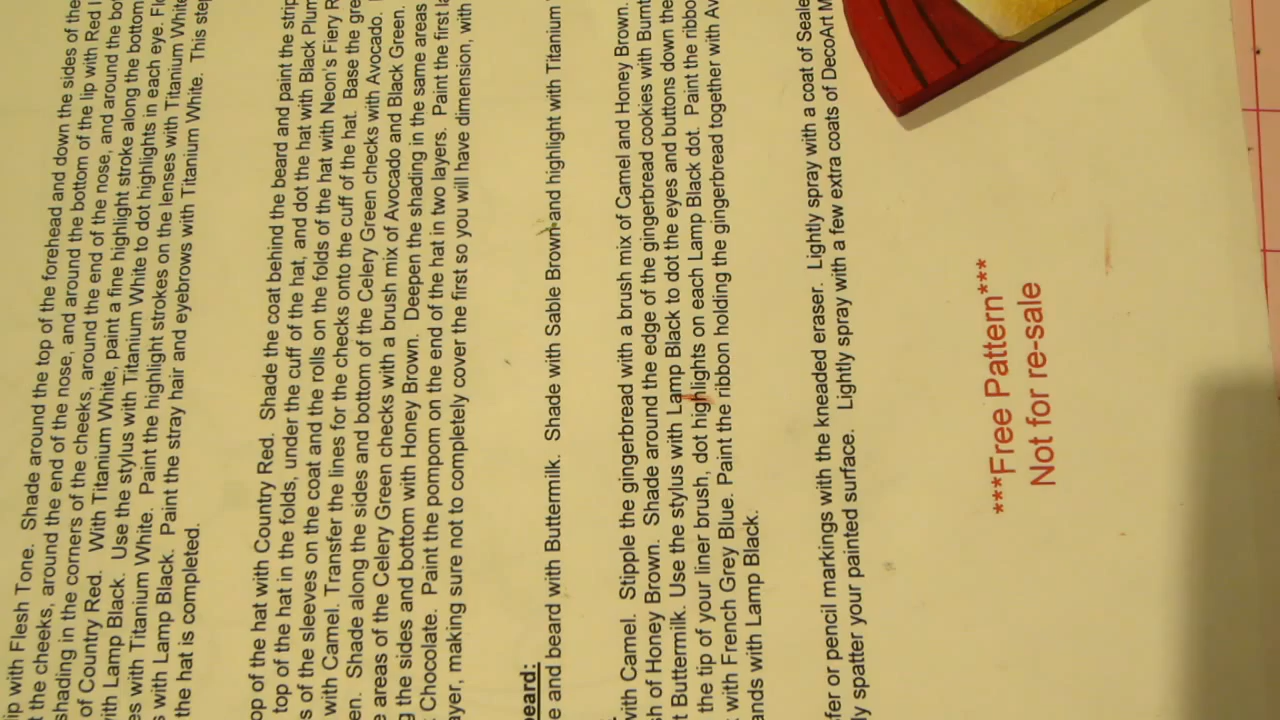 ip with Flesh Tone. Shade around the top of the forehead and down the sides of the
t the cheeks, around the end of the nose, and around the bottom of the lip with Red I
shading in the corners of the cheeks, around the end of the nose, and around the bo
of Country Red. With Titanium White, paint a fine highlight stroke along the bottom
ith Lamp Black. Use the stylus with Titanium White to dot highlights in each eye. Fl
es with Titanium White. Paint the highlight strokes on the lenses with Titanium White
s with Lamp Black. Paint the stray hair and eyebrows with Titanium White. This step
the hat is completed.
op of the hat with Country Red. Shade the coat behind the beard and paint the strip
top of the hat in the folds, under the cuff of the hat, and dot the hat with Black Plum
s of the sleeves on the coat and the rolls on the folds of the hat with Neon's Fiery R
with Camel. Transfer the lines for the checks onto the cuff of the hat. Base the gre
en. Shade along the sides and bottom of the Celery Green checks with Avocado.
e areas of the Celery Green checks with a brush mix of Avocado and Black Green.
g the sides and bottom with Honey Brown. Deepen the shading in the same areas
Chocolate. Paint the pompom on the end of the hat in two layers. Paint the first la
ayer, making sure not to completely cover the first so you will have dimension, with
beard:
e and beard with Buttermilk. Shade with Sable Brown and highlight with Titanium
with Camel. Stipple the gingerbread with a brush mix of Camel and Honey Brown.
sh of Honey Brown. Shade around the edge of the gingerbread cookies with Burnt
t Buttermilk. Use the stylus with Lamp Black to dot the eyes and buttons down the
the tip of your liner brush, dot highlights on each Lamp Black dot. Paint the ribbo
with French Grey Blue. Paint the ribbon holding the gingerbread together with Av
ands with Lamp Black.
fer or pencil markings with the kneaded eraser. Lightly spray with a coat of Seale
ly spatter your painted surface. Lightly spray with a few extra coats of DecoArt M
***Free Pattern***
Not for re-sale